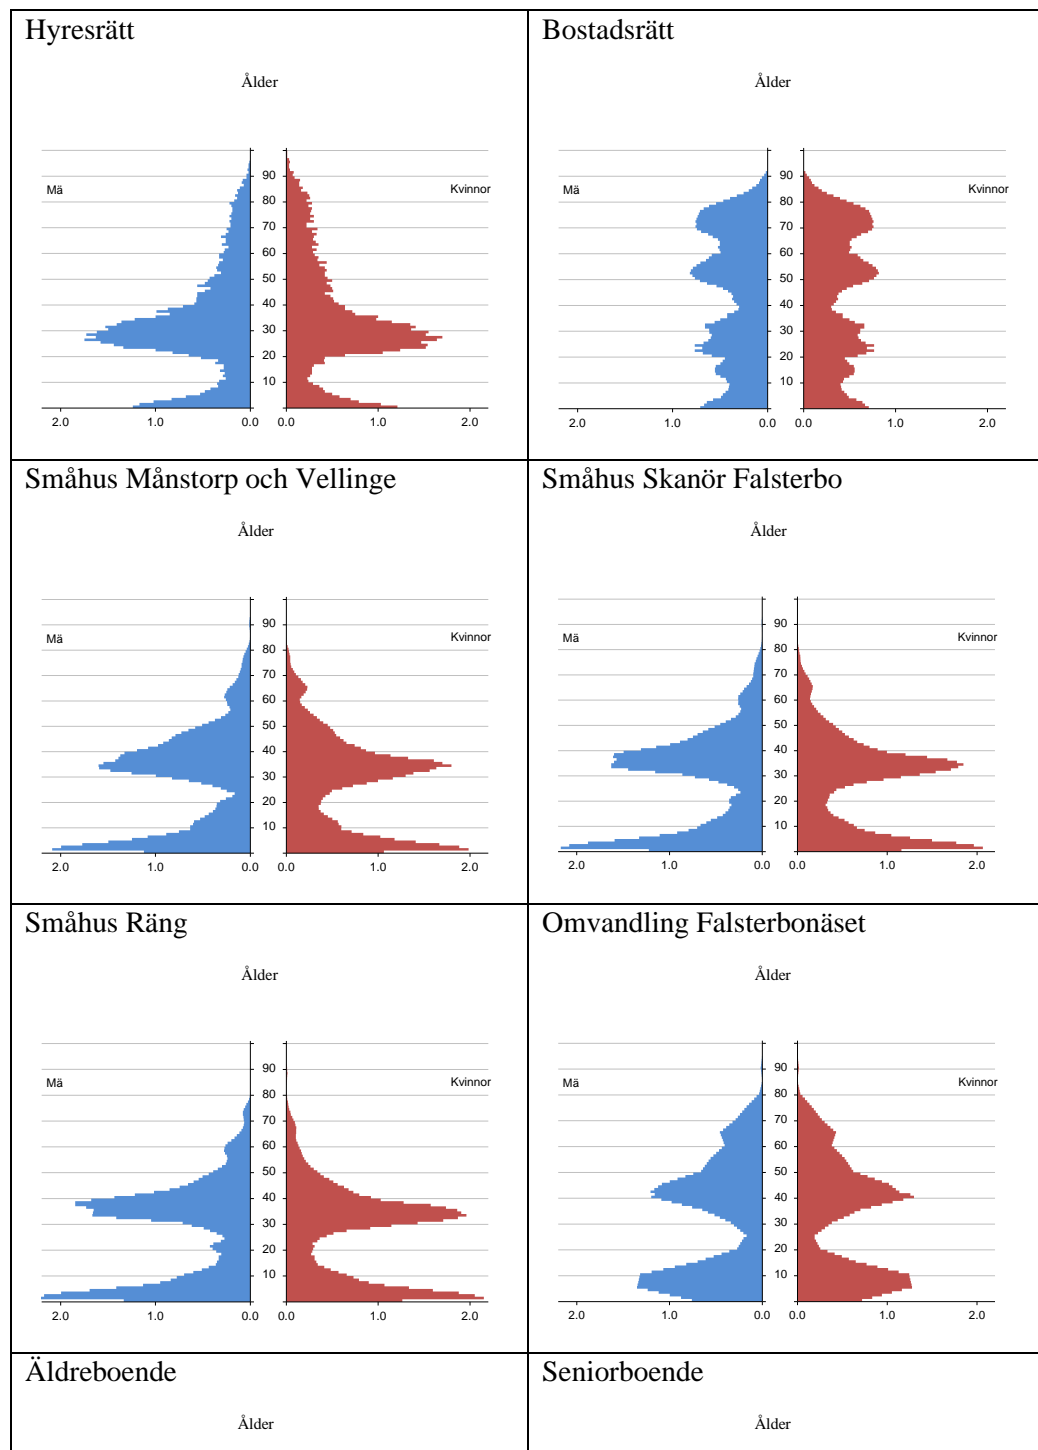 Hyresrätt
Ålder
Mä
Kvinnor
90
80
70
60
50
40
30
20
10
2.0 1.0 0.0 0.0 1.0 2.0
Bostadsrätt
Ålder
Mä
Kvinnor
90
80
70
60
50
40
30
20
10
2.0 1.0 0.0 0.0 1.0 2.0
Småhus Månstorp och Vellinge
Ålder
Mä
Kvinnor
90
80
70
60
50
40
30
20
10
2.0 1.0 0.0 0.0 1.0 2.0
Småhus Skanör Falsterbo
Ålder
Mä
Kvinnor
90
80
70
60
50
40
30
20
10
2.0 1.0 0.0 0.0 1.0 2.0
Småhus Räng
Ålder
Mä
Kvinnor
90
80
70
60
50
40
30
20
10
2.0 1.0 0.0 0.0 1.0 2.0
Omvandling Falsterbonäset
Ålder
Mä
Kvinnor
90
80
70
60
50
40
30
20
10
2.0 1.0 0.0 0.0 1.0 2.0
Äldreboende
Ålder
Seniorboende
Ålder